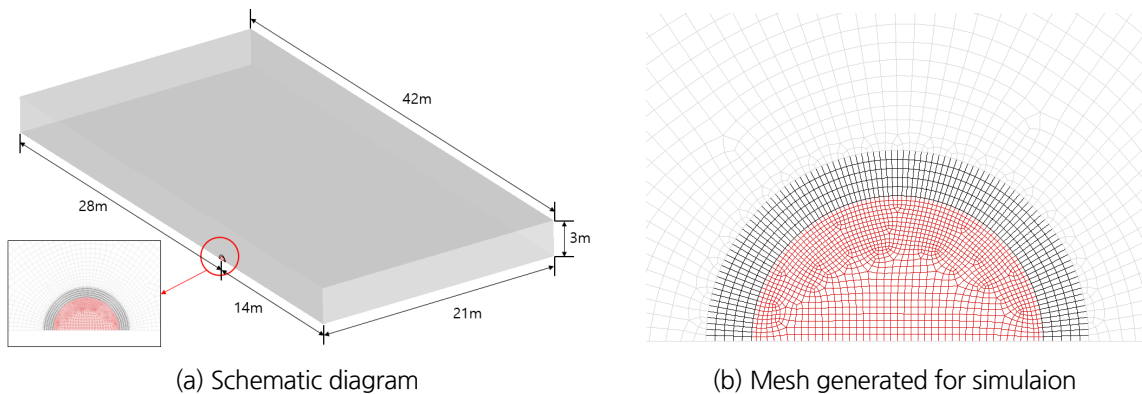 42m
28m
3m
14m
21m
(a) Schematic diagram
(b) Mesh generated for simulaion